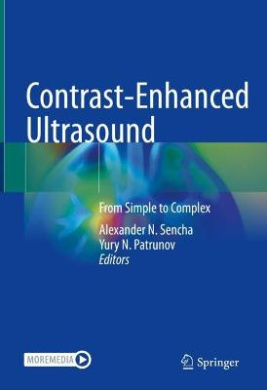 Contrast-Enhanced
Ultrasound
From Simple to Complex
Alexander N. Sencha
Yury N. Patrunov
Editors
MOREMEDIA
Springer